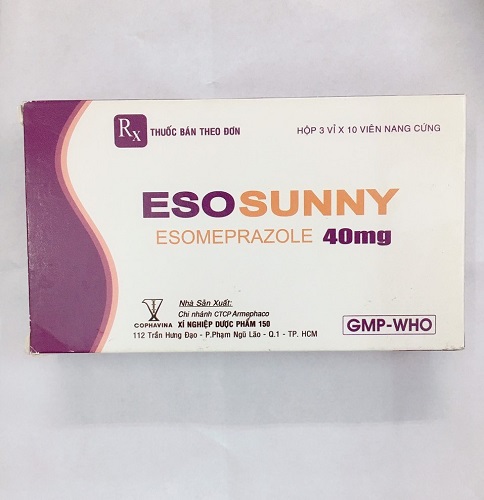 Rx THUỐC BÁN THEO ĐƠN
HỘP 3 VỈ X 10 VIÊN NANG CỨNG
ESOSUNNY
ESOMEPRAZOLE 40mg
Nhà Sản Xuất:
Chi nhánh CTCP Armephaco
COPHAVINA XÍ NGHIỆP DƯỢC PHẨM 150
112 Trần Hưng Đạo - P.Phạm Ngũ Lão - Q.1 - TP. HCM
GMP-WHO